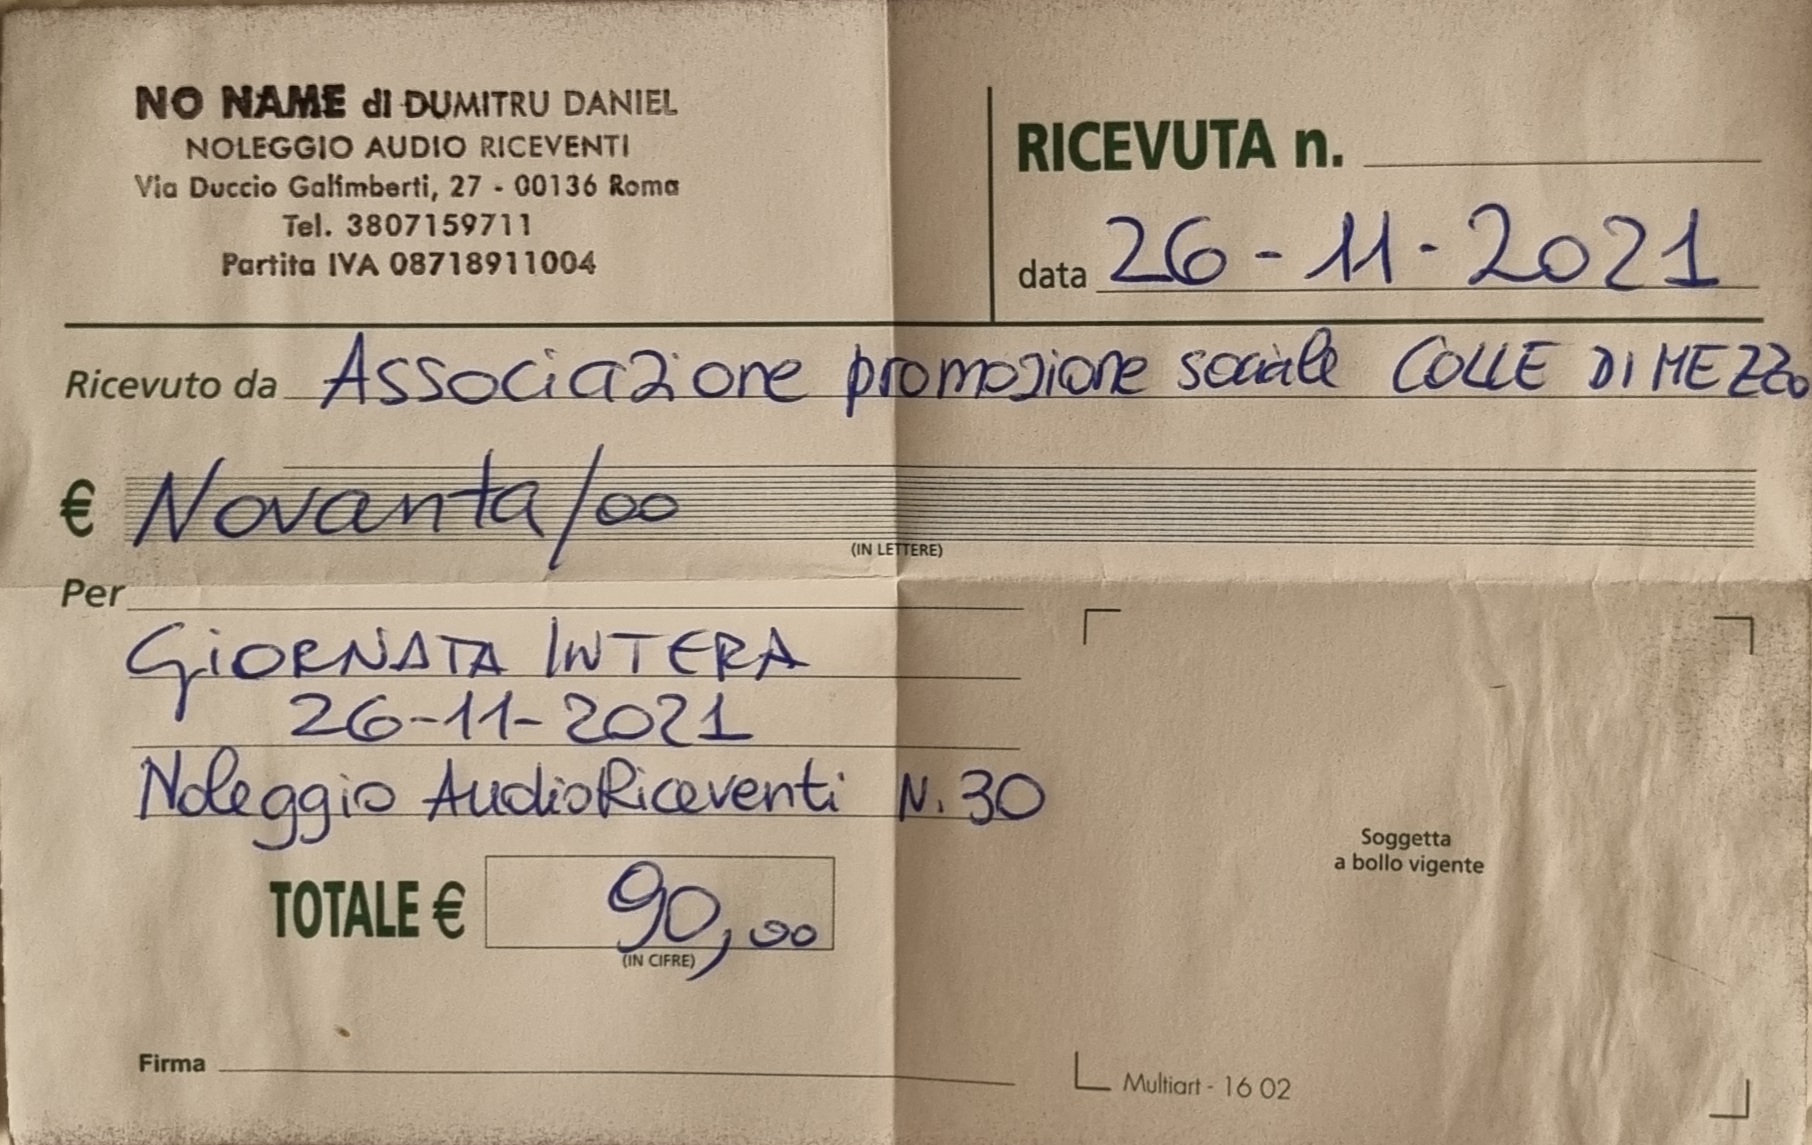 NO NAME di DUMITRU DANIEL
NOLEGGIO AUDIO RICEVENTI
Via Duccio Galimberti, 27 - 00136 Roma
Tel. 3807159711
Partita IVA 08718911004
RICEVUTA n.
data 26-11-2021
Ricevuto da Associazione promozione sociale COLLE DI MEZZO
€ Novanta/00
(IN LETTERE)
Per
GIORNATA INTERA
26-11-2021
Noleggio AudioRiceventi N.30
TOTALE € 90,00
(IN CIFRE)
Soggetta
a bollo vigente
Firma
Multiart - 16 02